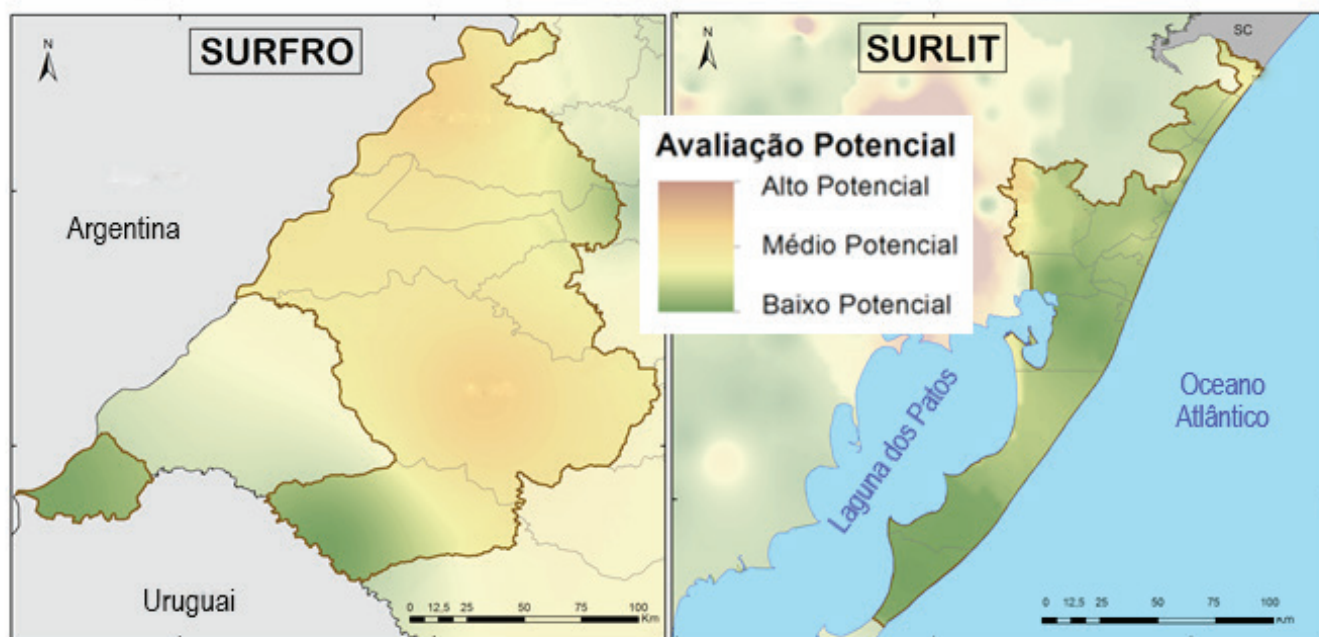 SURFRO
N
Argentina
Uruguai
0 12,5 25 50 75 100
Km
Avaliação Potencial
Alto Potencial
Médio Potencial
Baixo Potencial
SURLIT
N
SC
Laguna dos Patos
Oceano
Atlântico
0 12,5 25 50 75 100
Km